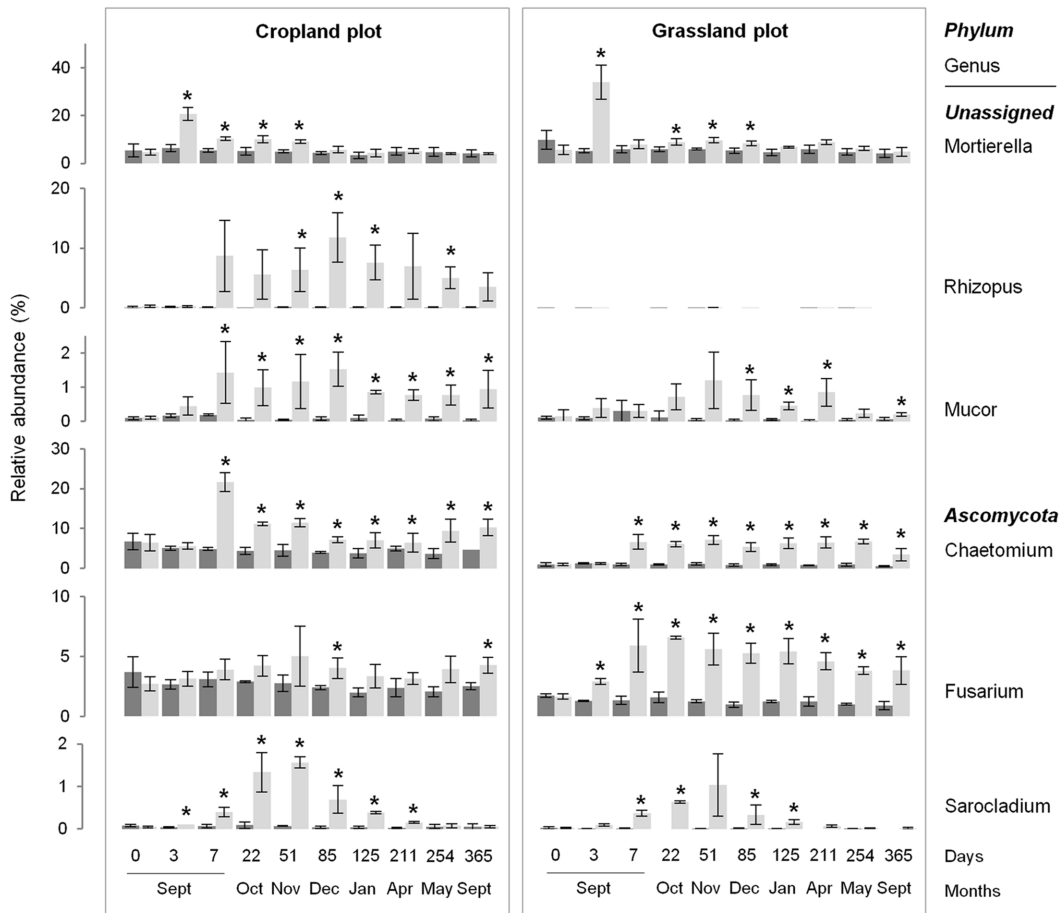 Cropland plot
Grassland plot
Phylum
Genus
Relative abundance (%)
40
20
0
* * * *
* * * *
Unassigned
Mortierella
20
10
0
* * * *
Rhizopus
2
1
0
* * * * * * * *
* * * *
Mucor
30
20
10
0
* * * * * * * *
* * * * * * * *
Ascomycota
Chaetomium
10
5
0
* *
* * * * * * * * *
Fusarium
2
1
0
* * * * * * *
* * * *
Sarocladium
0 3 7 22 51 85 125 211 254 365
0 3 7 22 51 85 125 211 254 365
Days
Sept Oct Nov Dec Jan Apr May Sept
Sept Oct Nov Dec Jan Apr May Sept
Months